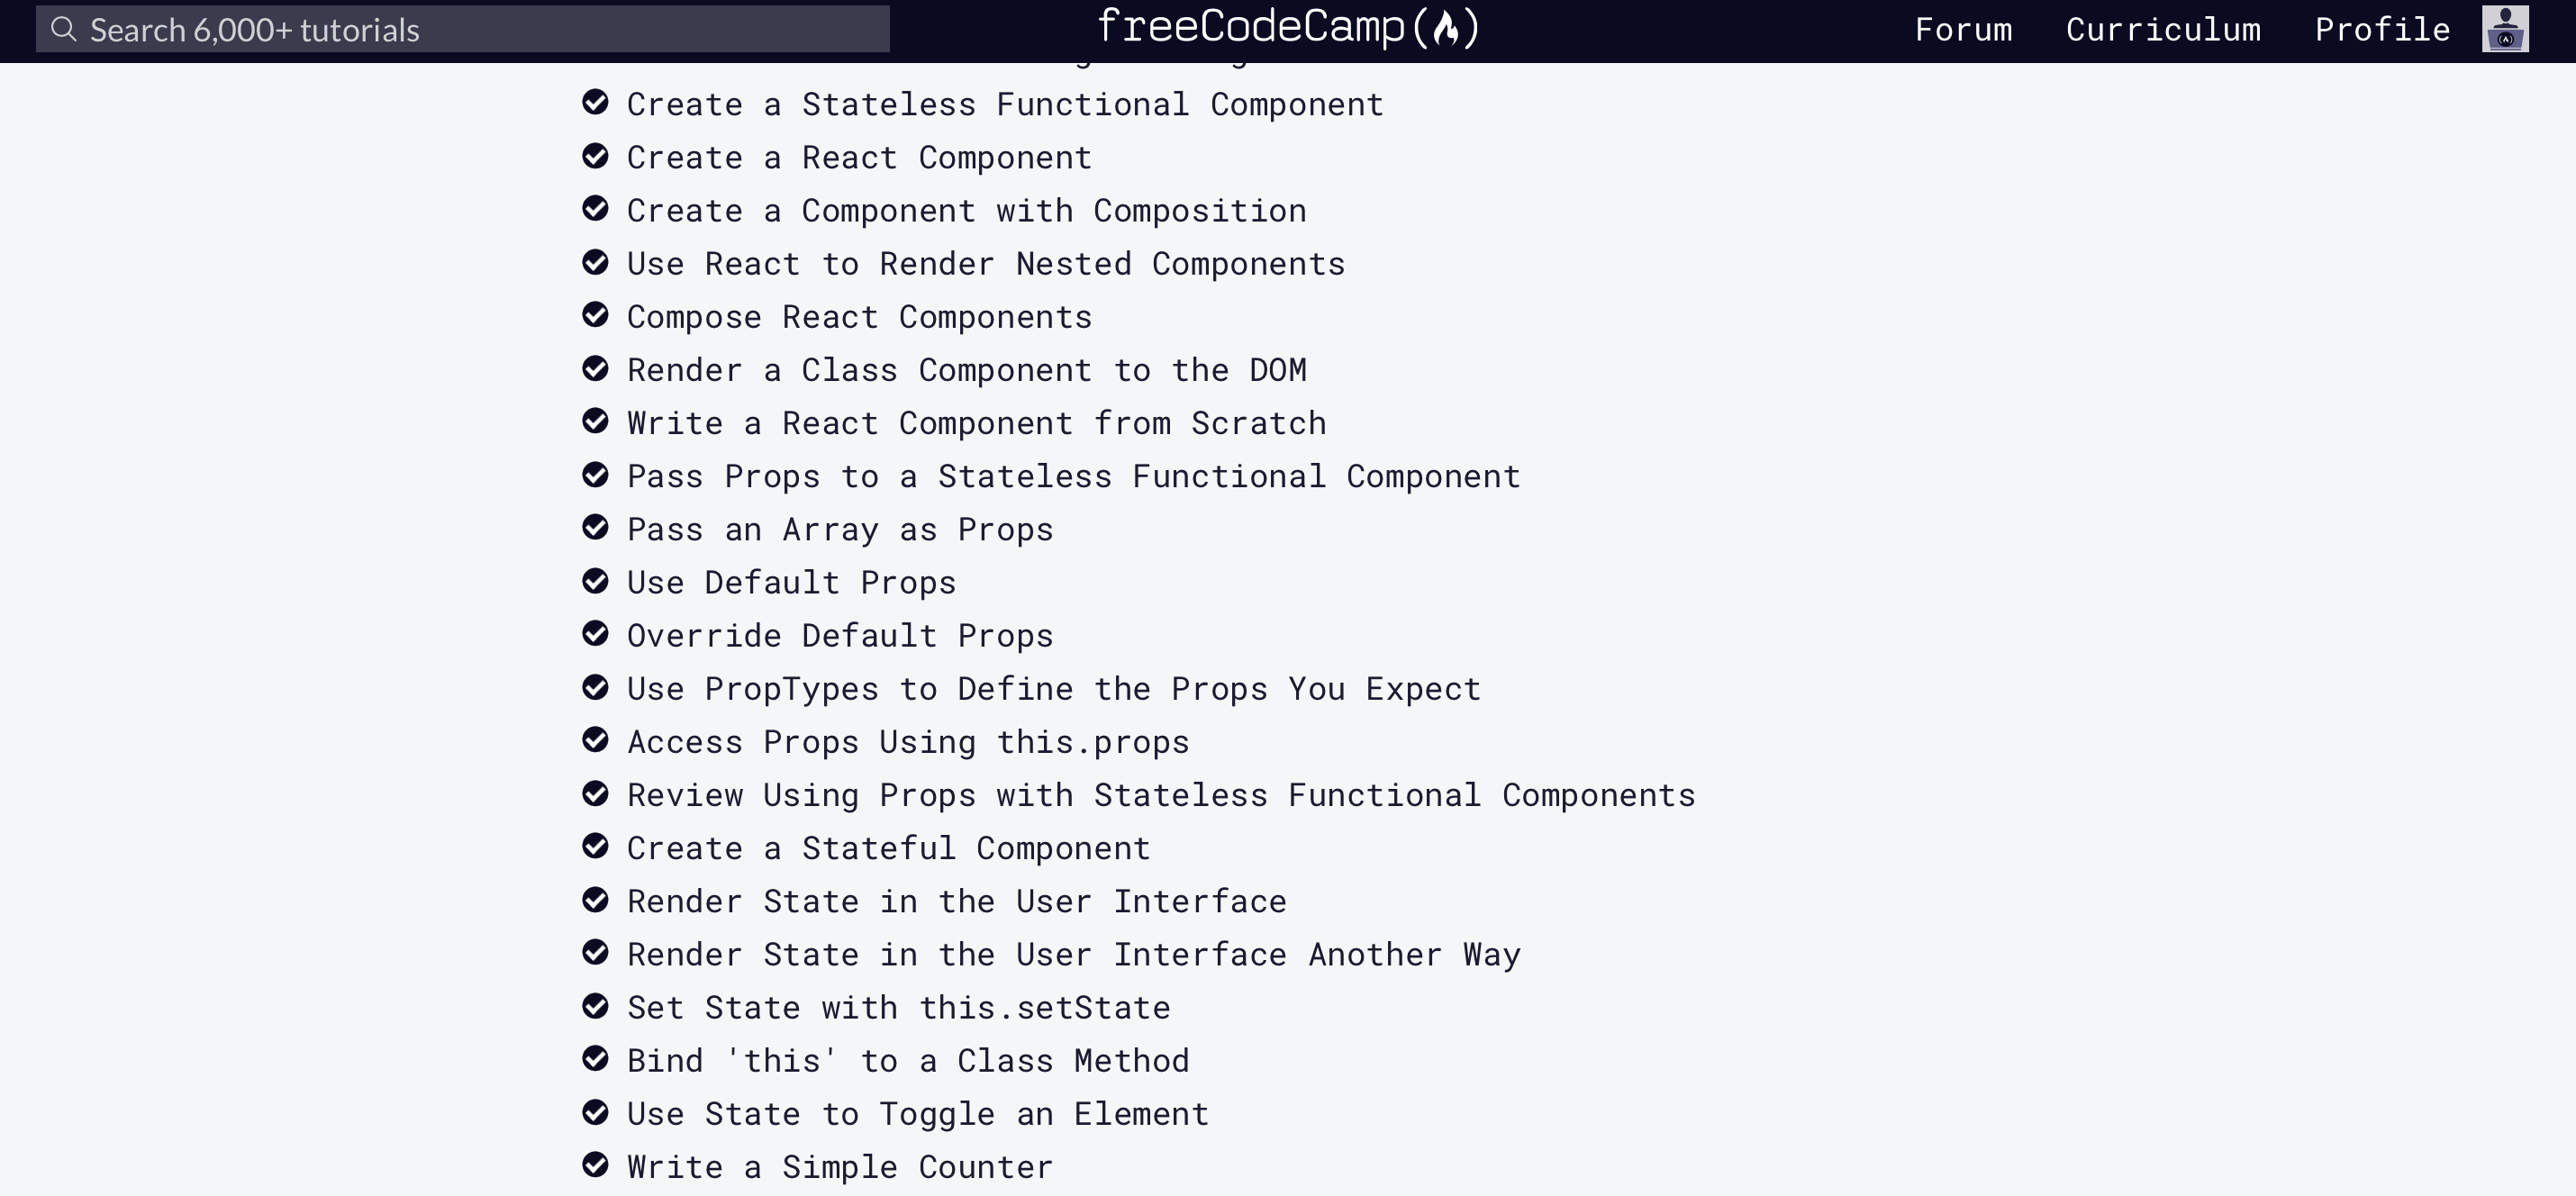 Search 6,000+ tutorials
freeCodeCamp
Forum
Curriculum
Profile
Create a Stateless Functional Component
Create a React Component
Create a Component with Composition
Use React to Render Nested Components
Compose React Components
Render a Class Component to the DOM
Write a React Component from Scratch
Pass Props to a Stateless Functional Component
Pass an Array as Props
Use Default Props
Override Default Props
Use PropTypes to Define the Props You Expect
Access Props Using this.props
Review Using Props with Stateless Functional Components
Create a Stateful Component
Render State in the User Interface
Render State in the User Interface Another Way
Set State with this.setState
Bind 'this' to a Class Method
Use State to Toggle an Element
Write a Simple Counter